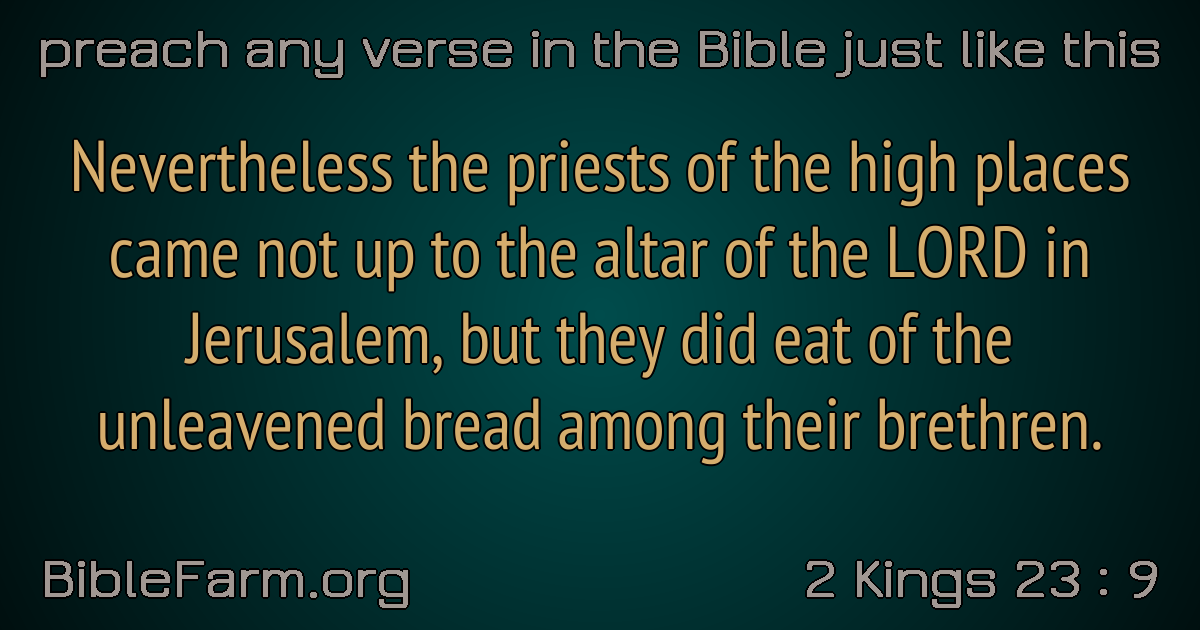 preach any verse in the Bible just like this
Nevertheless the priests of the high places
came not up to the altar of the LORD in
Jerusalem, but they did eat of the
unleavened bread among their brethren.
BibleFarm.org
2 Kings 23 : 9